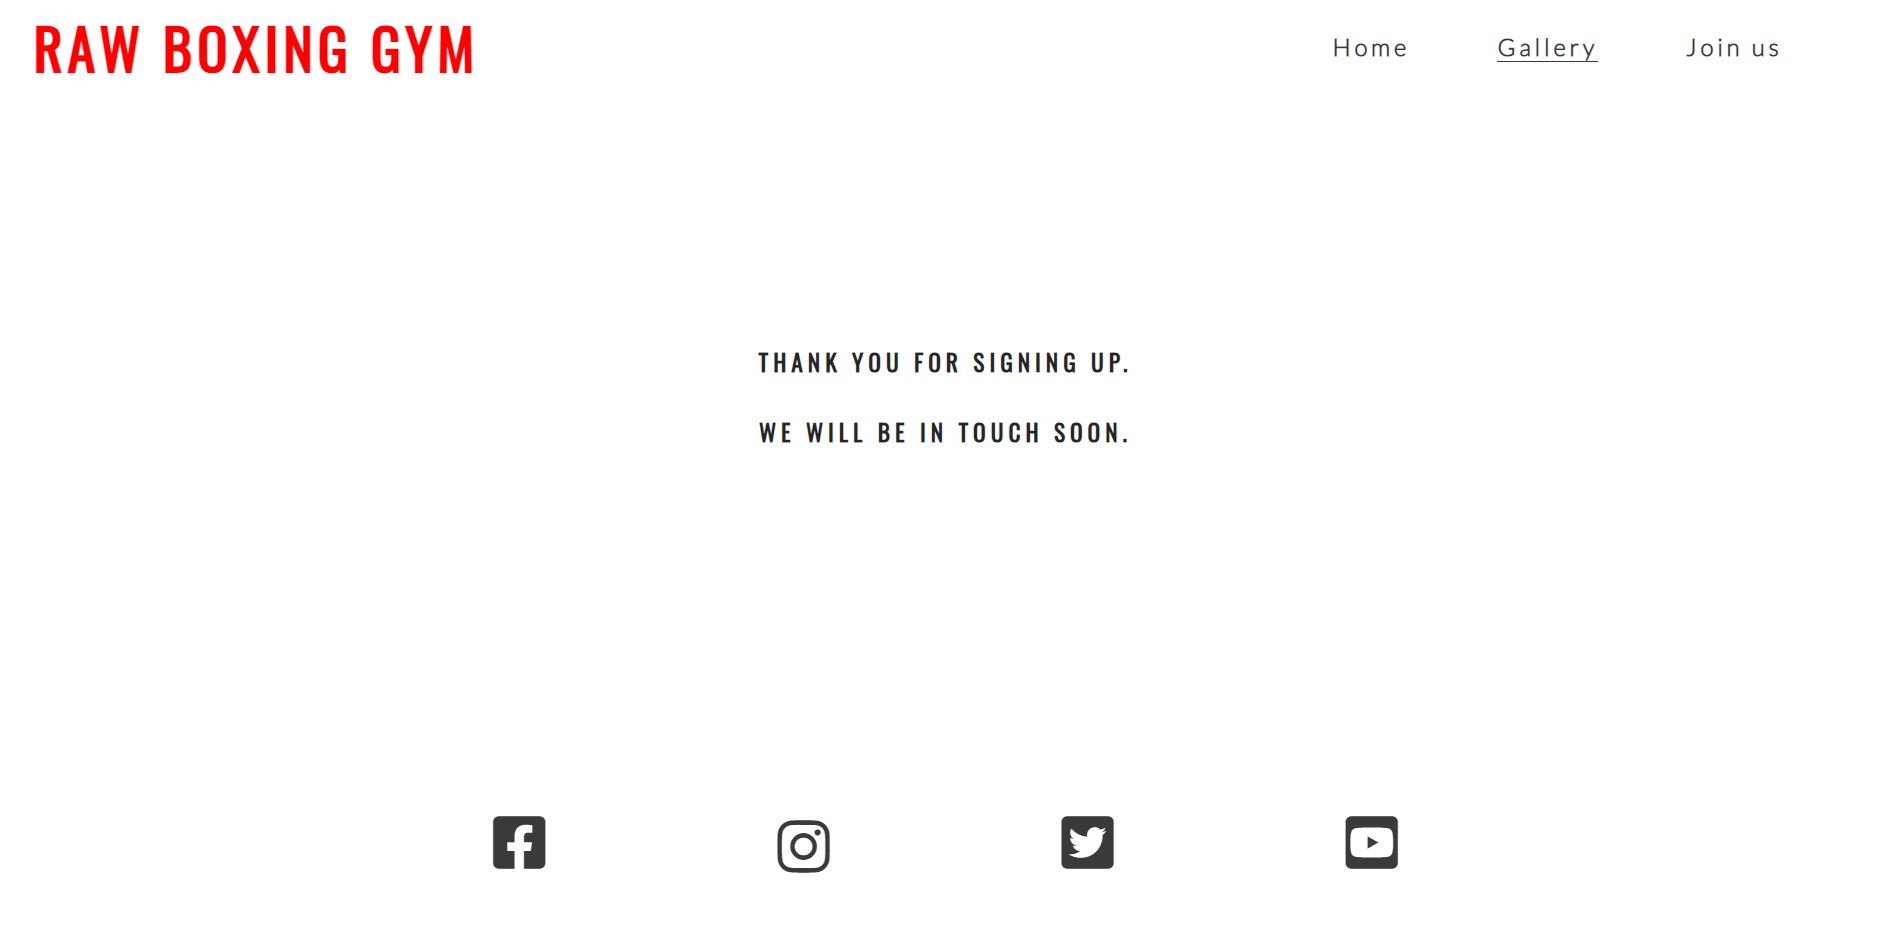 RAW BOXING GYM
Home Gallery Join us
THANK YOU FOR SIGNING UP.
WE WILL BE IN TOUCH SOON.